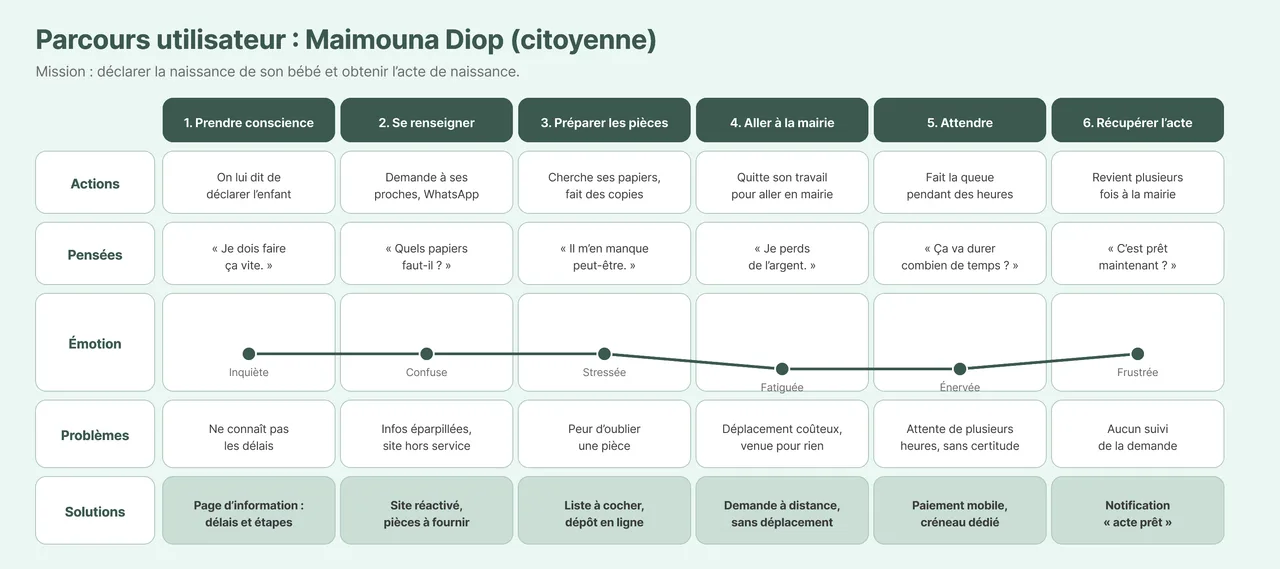 Parcours utilisateur : Maimouna Diop (citoyenne)
Mission : déclarer la naissance de son bébé et obtenir l’acte de naissance.
1. Prendre conscience
2. Se renseigner
3. Préparer les pièces
4. Aller à la mairie
5. Attendre
6. Récupérer l’acte
Actions
On lui dit de
déclarer l’enfant
Demande à ses
proches, WhatsApp
Cherche ses papiers,
fait des copies
Quitte son travail
pour aller en mairie
Fait la queue
pendant des heures
Revient plusieurs
fois à la mairie
Pensées
« Je dois faire
ça vite. »
« Quels papiers
faut-il ? »
« Il m’en manque
peut-être. »
« Je perds
de l’argent. »
« Ça va durer
combien de temps ? »
« C’est prêt
maintenant ? »
Émotion
Inquiète
Confuse
Stressée
Fatiguée
Énervée
Frustrée
Problèmes
Ne connaît pas
les délais
Infos éparpillées,
site hors service
Peur d’oublier
une pièce
Déplacement coûteux,
venue pour rien
Attente de plusieurs
heures, sans certitude
Aucun suivi
de la demande
Solutions
Page d’information :
délais et étapes
Site réactivé,
pièces à fournir
Liste à cocher,
dépôt en ligne
Demande à distance,
sans déplacement
Paiement mobile,
créneau dédié
Notification
« acte prêt »